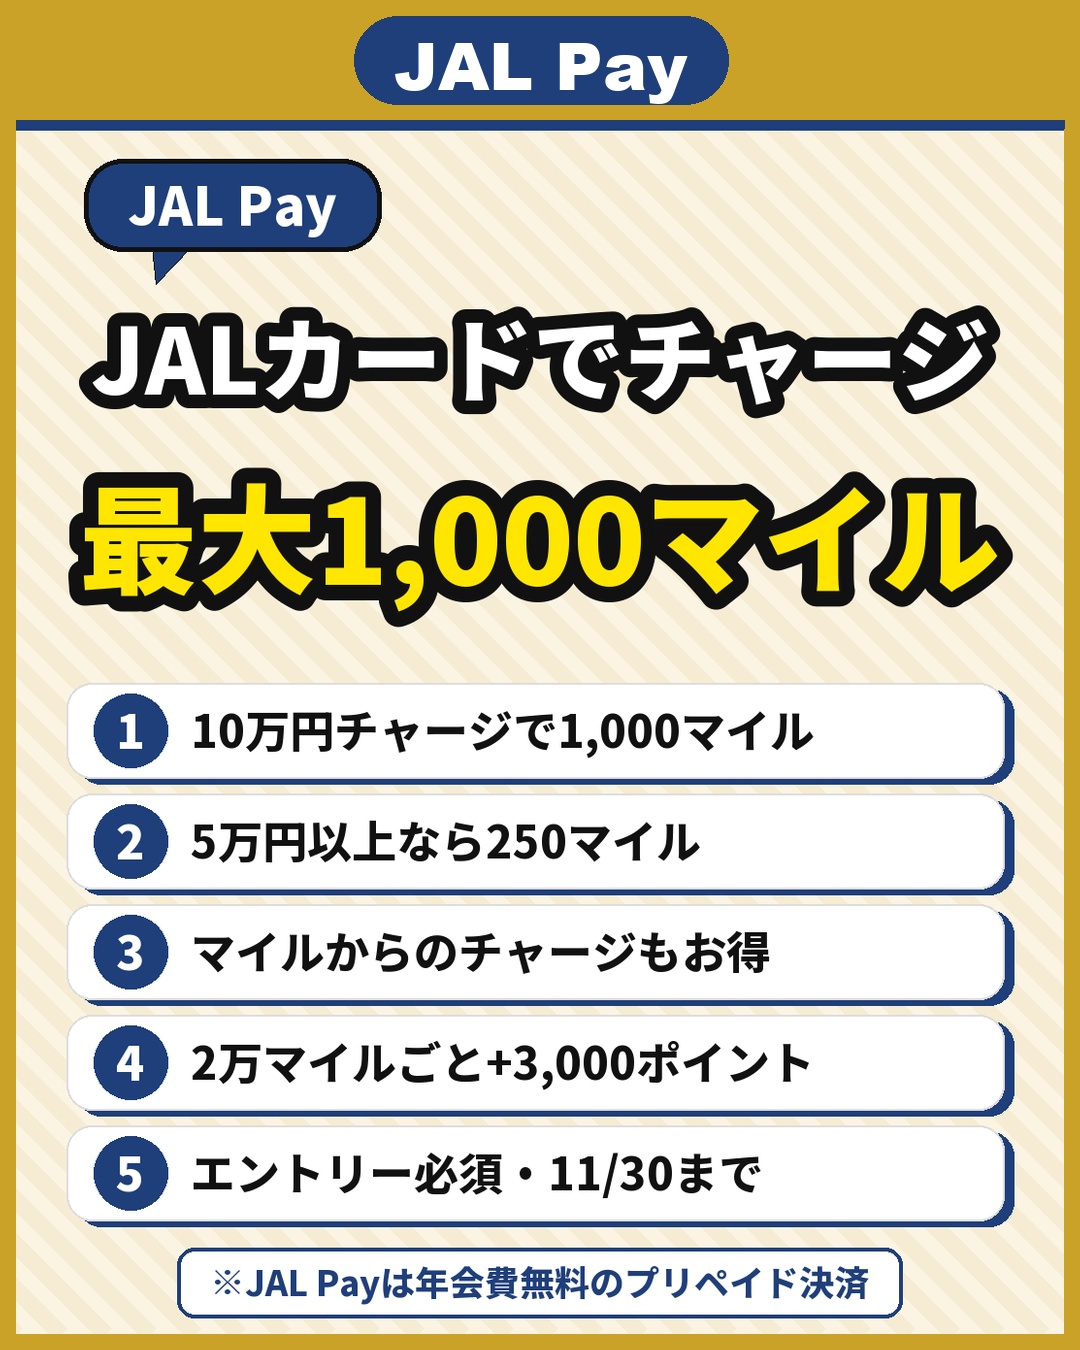 JAL Pay
JAL Pay
JALカードでチャージ
最大1,000マイル
1 10万円チャージで1,000マイル
2 5万円以上なら250マイル
3 マイルからのチャージもお得
4 2万マイルごと+3,000ポイント
5 エントリー必須・11/30まで
※JAL Payは年会費無料のプリペイド決済